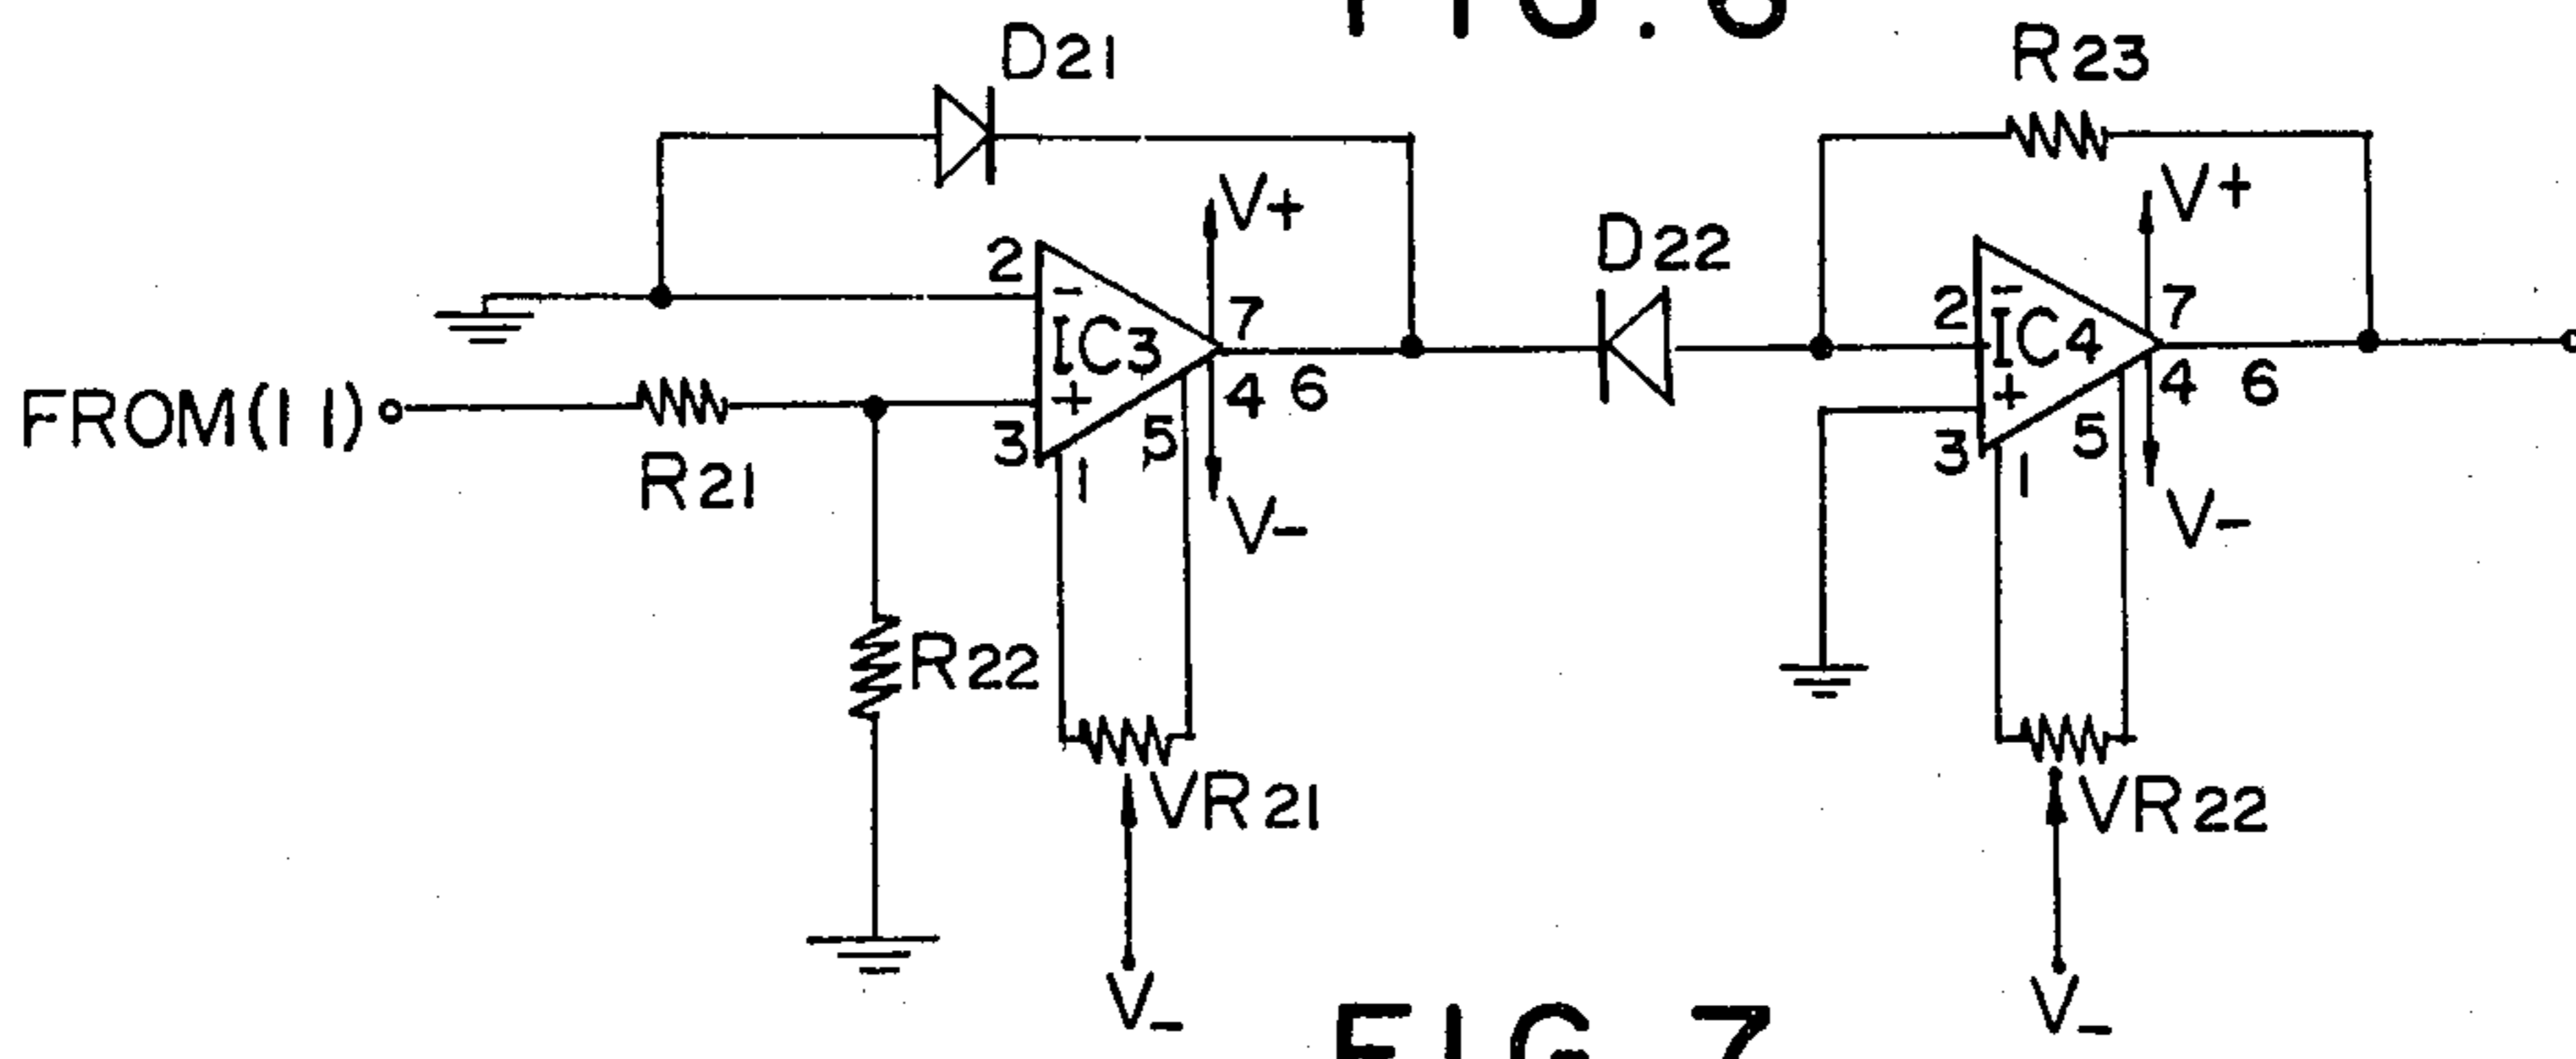 D21
R23
V+
V+
D22
2
-
7
2
-
7
IC3
IC4
+
4
6
+
4
6
FROM(11)
3
5
3
5
R21
1
V-
1
V-
R22
VR21
VR22
V-
V-
FIG. 7